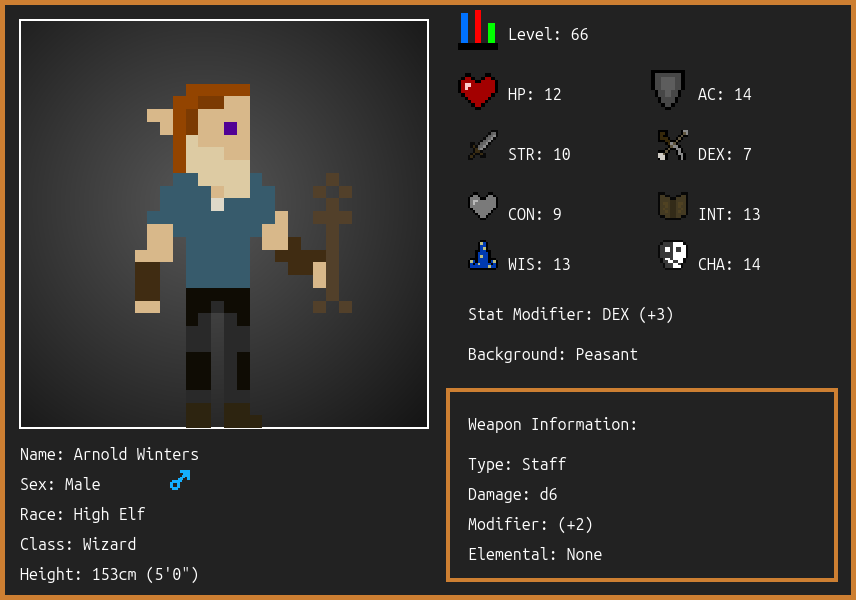 Level: 66
HP: 12
AC: 14
STR: 10
DEX: 7
CON: 9
INT: 13
WIS: 13
CHA: 14
Stat Modifier: DEX (+3)
Background: Peasant
Weapon Information:
Type: Staff
Damage: d6
Modifier: (+2)
Elemental: None
Name: Arnold Winters
Sex: Male
Race: High Elf
Class: Wizard
Height: 153cm (5'0")